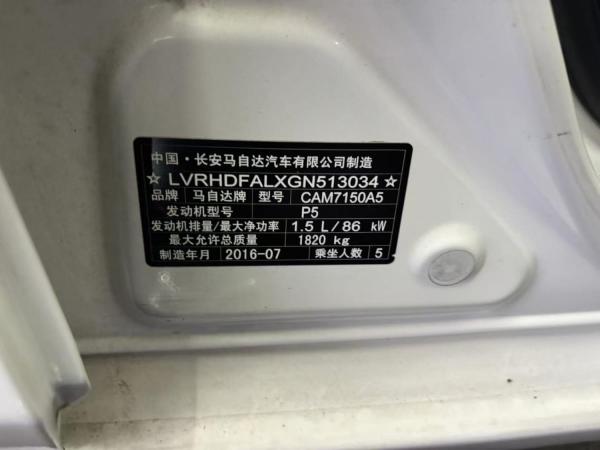 中国·长安马自达汽车有限公司制造
☆LVRHDFALXGN513034☆
品牌 马自达牌 型号 CAM7150A5
发动机型号 P5
发动机排量/最大净功率 1.5 L/86 kW
最大允许总质量 1820 kg
制造年月 2016-07 乘坐人数 5